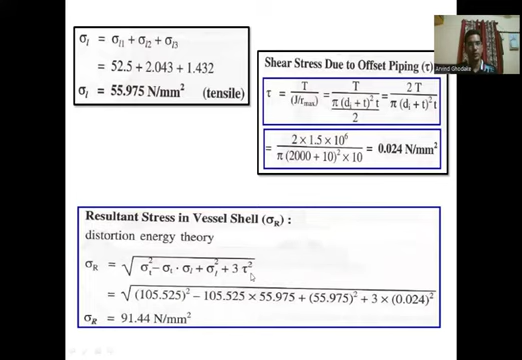 σ_l = σ_l1 + σ_l2 + σ_l3
= 52.5 + 2.043 + 1.432
σ_l = 55.975 N/mm² (tensile)
Arvind Ghodake
Shear Stress Due to Offset Piping (τ)
τ = T / (J/r_max) = T / (π(d_i + t)² t / 2) = 2T / (π(d_i + t)² t)
= 2 × 1.5 × 10⁶ / (π(2000 + 10)² × 10) = 0.024 N/mm²
Resultant Stress in Vessel Shell (σ_R) :
distortion energy theory
σ_R = √(σ_t² − σ_t · σ_l + σ_l² + 3 τ²)
= √((105.525)² − 105.525 × 55.975 + (55.975)² + 3 × (0.024)²)
σ_R = 91.44 N/mm²